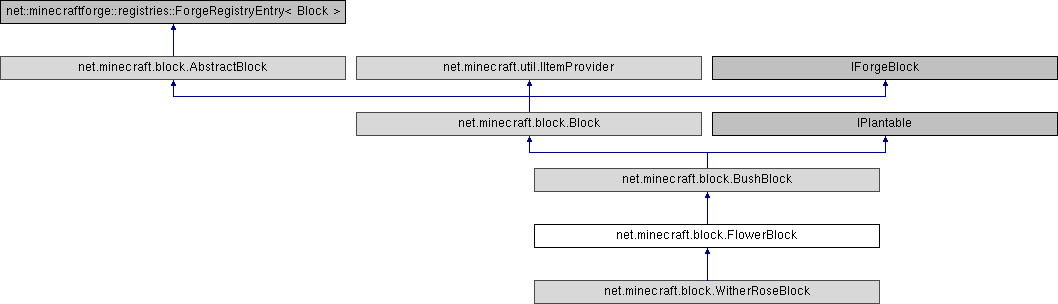 net::minecraftforge::registries::ForgeRegistryEntry< Block >
net.minecraft.block.AbstractBlock
net.minecraft.util.IItemProvider
IForgeBlock
net.minecraft.block.Block
IPlantable
net.minecraft.block.BushBlock
net.minecraft.block.FlowerBlock
net.minecraft.block.WitherRoseBlock